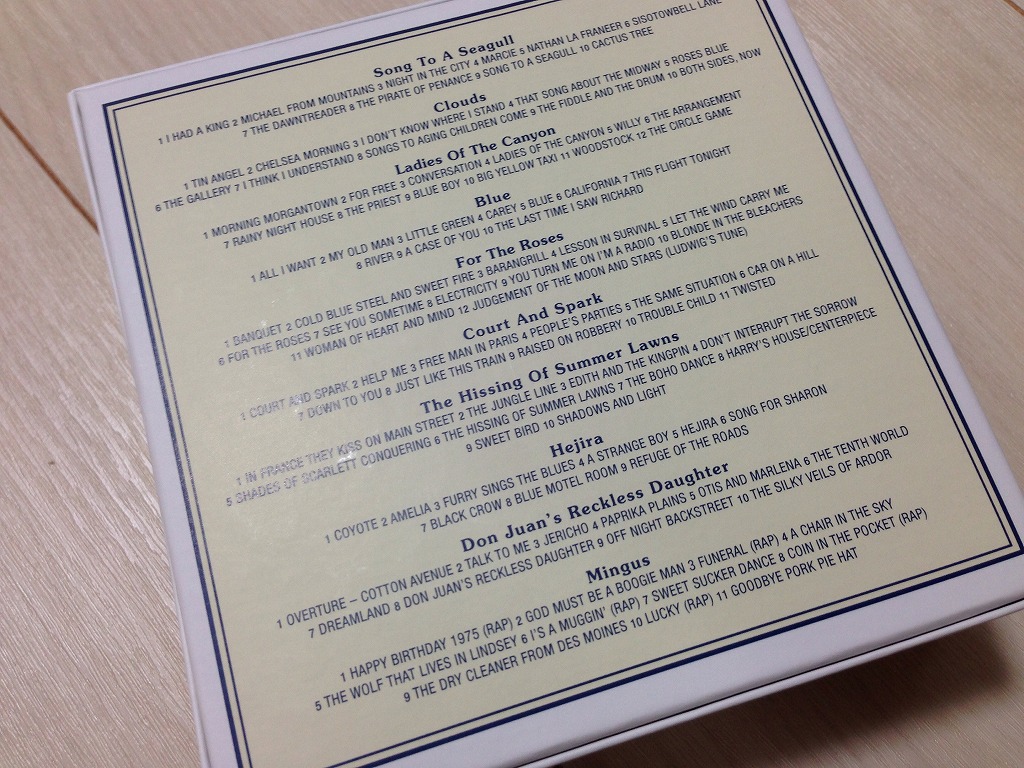 Song To A Seagull
1 I HAD A KING 2 MICHAEL FROM MOUNTAINS 3 NIGHT IN THE CITY 4 MARCIE 5 NATHAN LA FRANEER 6 SISOTOWBELL LANE
7 THE DAWNTREADER 8 THE PIRATE OF PENANCE 9 SONG TO A SEAGULL 10 CACTUS TREE
Clouds
1 TIN ANGEL 2 CHELSEA MORNING 3 I DON'T KNOW WHERE I STAND 4 THAT SONG ABOUT THE MIDWAY 5 ROSES BLUE
6 THE GALLERY 7 I THINK I UNDERSTAND 8 SONGS TO AGING CHILDREN COME 9 THE FIDDLE AND THE DRUM 10 BOTH SIDES, NOW
Ladies Of The Canyon
1 MORNING MORGANTOWN 2 FOR FREE 3 CONVERSATION 4 LADIES OF THE CANYON 5 WILLY 6 THE ARRANGEMENT
7 RAINY NIGHT HOUSE 8 THE PRIEST 9 BLUE BOY 10 BIG YELLOW TAXI 11 WOODSTOCK 12 THE CIRCLE GAME
Blue
1 ALL I WANT 2 MY OLD MAN 3 LITTLE GREEN 4 CAREY 5 BLUE 6 CALIFORNIA 7 THIS FLIGHT TONIGHT
8 RIVER 9 A CASE OF YOU 10 THE LAST TIME I SAW RICHARD
For The Roses
1 BANQUET 2 COLD BLUE STEEL AND SWEET FIRE 3 BARANGRILL 4 LESSON IN SURVIVAL 5 LET THE WIND CARRY ME
6 FOR THE ROSES 7 SEE YOU SOMETIME 8 ELECTRICITY 9 YOU TURN ME ON I'M A RADIO 10 BLONDE IN THE BLEACHERS
11 WOMAN OF HEART AND MIND 12 JUDGEMENT OF THE MOON AND STARS (LUDWIG'S TUNE)
Court And Spark
1 COURT AND SPARK 2 HELP ME 3 FREE MAN IN PARIS 4 PEOPLE'S PARTIES 5 THE SAME SITUATION 6 CAR ON A HILL
7 DOWN TO YOU 8 JUST LIKE THIS TRAIN 9 RAISED ON ROBBERY 10 TROUBLE CHILD 11 TWISTED
The Hissing Of Summer Lawns
1 IN FRANCE THEY KISS ON MAIN STREET 2 THE JUNGLE LINE 3 EDITH AND THE KINGPIN 4 DON'T INTERRUPT THE SORROW
5 SHADES OF SCARLETT CONQUERING 6 THE HISSING OF SUMMER LAWNS 7 THE BOHO DANCE 8 HARRY'S HOUSE/CENTERPIECE
9 SWEET BIRD 10 SHADOWS AND LIGHT
Hejira
1 COYOTE 2 AMELIA 3 FURRY SINGS THE BLUES 4 A STRANGE BOY 5 HEJIRA 6 SONG FOR SHARON
7 BLACK CROW 8 BLUE MOTEL ROOM 9 REFUGE OF THE ROADS
Don Juan's Reckless Daughter
1 OVERTURE – COTTON AVENUE 2 TALK TO ME 3 JERICHO 4 PAPRIKA PLAINS 5 OTIS AND MARLENA 6 THE TENTH WORLD
7 DREAMLAND 8 DON JUAN'S RECKLESS DAUGHTER 9 OFF NIGHT BACKSTREET 10 THE SILKY VEILS OF ARDOR
Mingus
1 HAPPY BIRTHDAY 1975 (RAP) 2 GOD MUST BE A BOOGIE MAN 3 FUNERAL (RAP) 4 A CHAIR IN THE SKY
5 THE WOLF THAT LIVES IN LINDSEY 6 I'S A MUGGIN' (RAP) 7 SWEET SUCKER DANCE 8 COIN IN THE POCKET (RAP)
9 THE DRY CLEANER FROM DES MOINES 10 LUCKY (RAP) 11 GOODBYE PORK PIE HAT